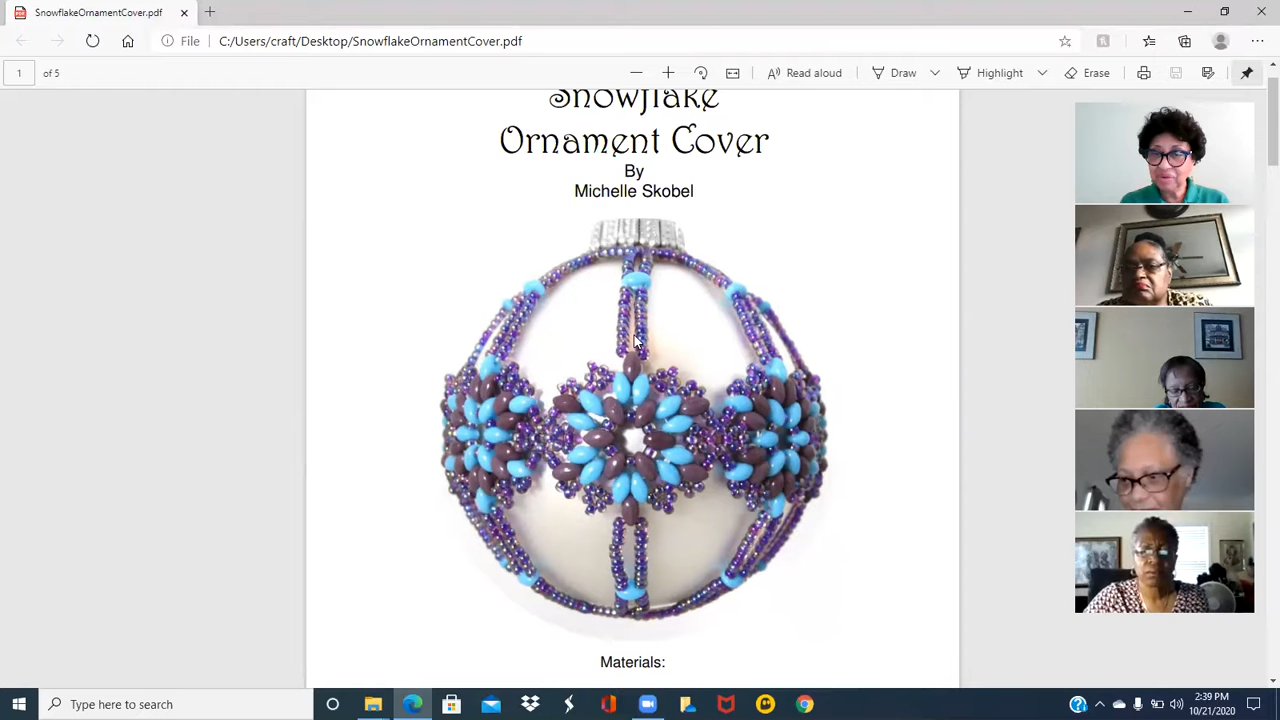 SnowflakeOrnamentCover.pdf
File C:/Users/craft/Desktop/SnowflakeOrnamentCover.pdf
1 of 5
Read aloud
Draw
Highlight
Erase
Snowflake
Ornament Cover
By
Michelle Skobel
Materials:
Type here to search
2:39 PM
10/21/2020